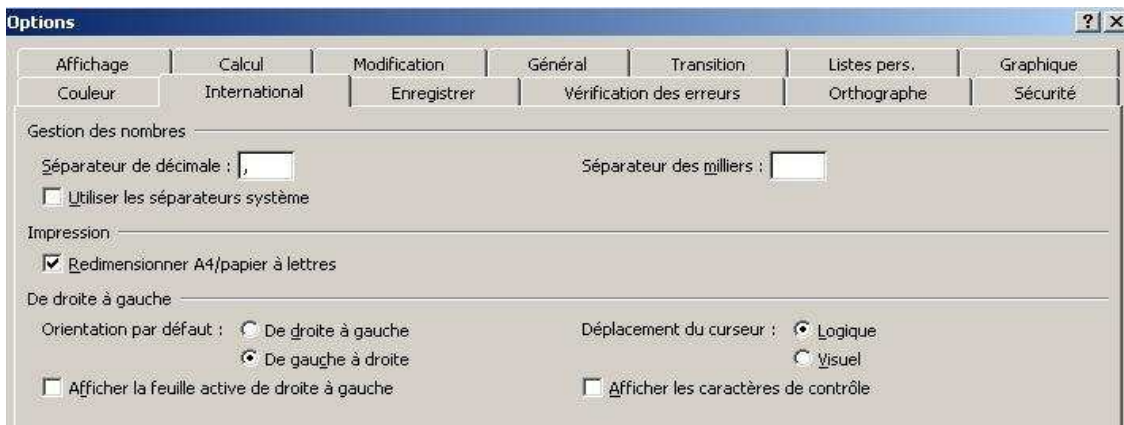 Options
Affichage Calcul Modification Général Transition Listes pers. Graphique
Couleur International Enregistrer Vérification des erreurs Orthographe Sécurité
Gestion des nombres
Séparateur de décimale : , Séparateur des milliers :
Utiliser les séparateurs système
Impression
Redimensionner A4/papier à lettres
De droite à gauche
Orientation par défaut : De droite à gauche Déplacement du curseur : Logique
De gauche à droite Visuel
Afficher la feuille active de droite à gauche Afficher les caractères de contrôle